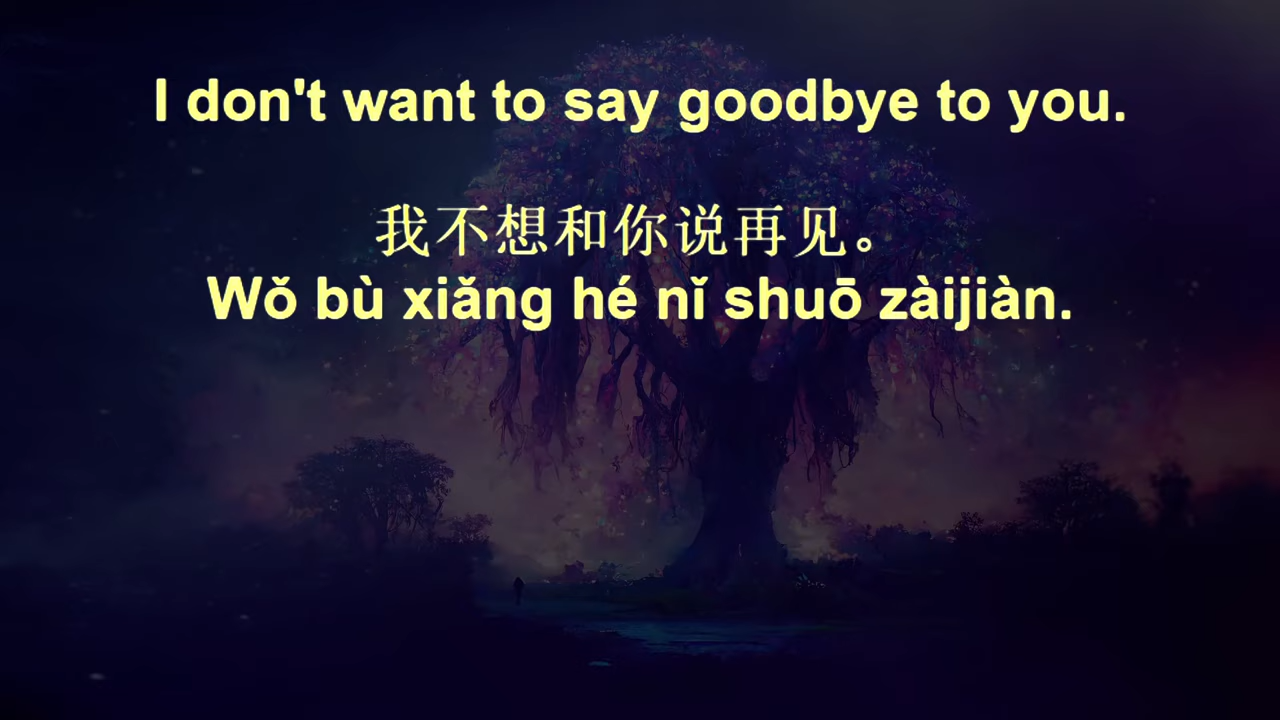 I don't want to say goodbye to you.
我不想和你说再见。
Wǒ bù xiǎng hé nǐ shuō zàijiàn.